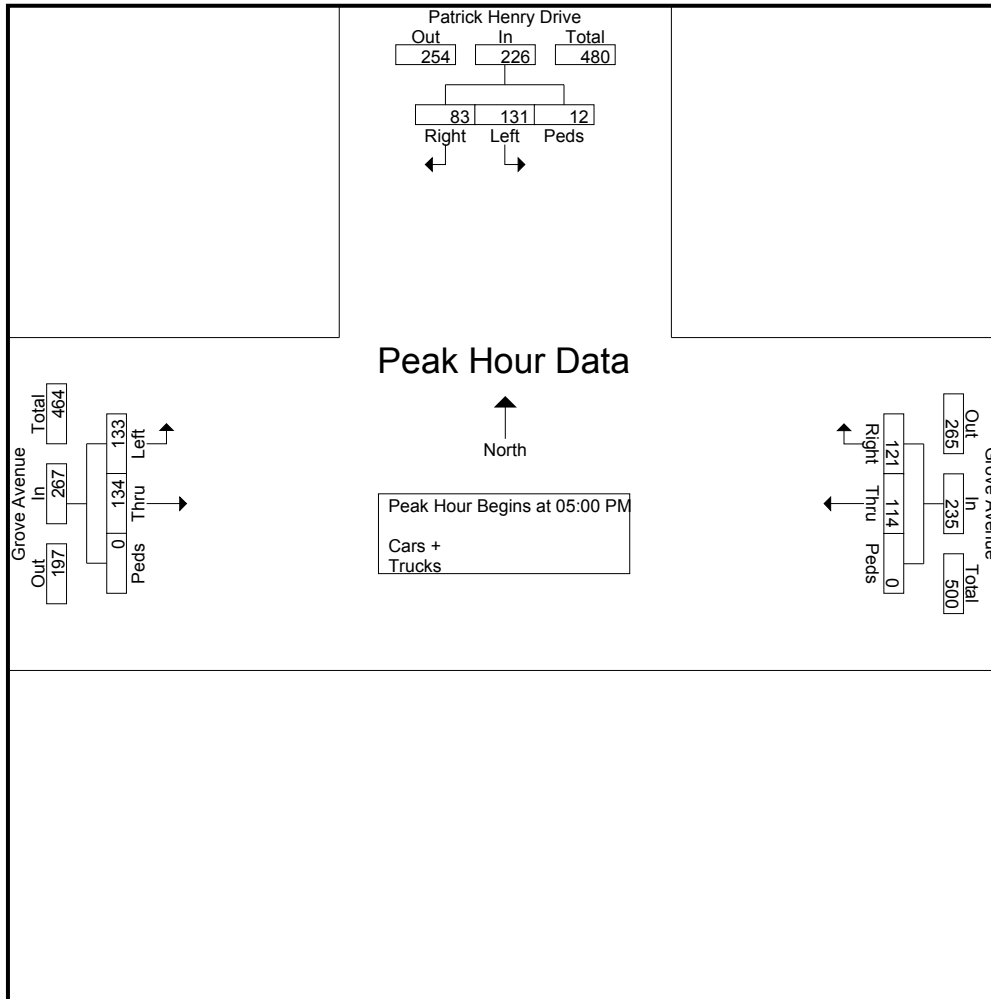 Patrick Henry Drive
Out In Total
254 226 480
83 131 12
Right Left Peds
Peak Hour Data
North
Peak Hour Begins at 05:00 PM
Cars +
Trucks
Grove Avenue
Out In Total
197 267 464
Left Thru Peds
133 134 0
Grove Avenue
Out In Total
265 235 500
121 114 0
Right Thru Peds